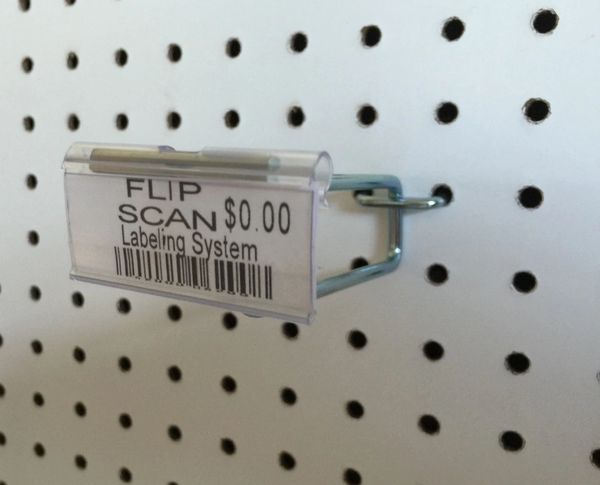 FLIP
SCAN $0.00
Labeling System